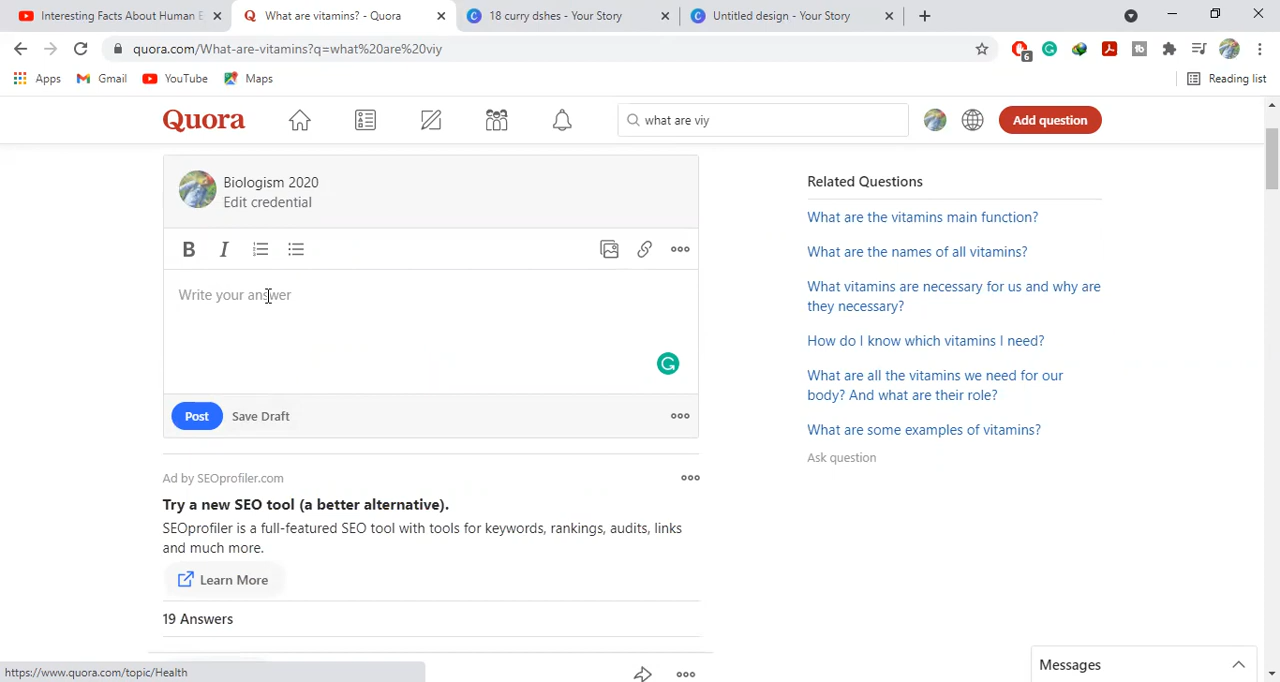 Interesting Facts About Human E
What are vitamins? - Quora
18 curry dshes - Your Story
Untitled design - Your Story
quora.com/What-are-vitamins?q=what%20are%20viy
6
Apps
Gmail
YouTube
Maps
Reading list
Quora
what are viy
Add question
Biologism 2020
Edit credential
B I
Write your answer
Post
Save Draft
Ad by SEOprofiler.com
Try a new SEO tool (a better alternative).
SEOprofiler is a full-featured SEO tool with tools for keywords, rankings, audits, links
and much more.
Learn More
19 Answers
Related Questions
What are the vitamins main function?
What are the names of all vitamins?
What vitamins are necessary for us and why are
they necessary?
How do I know which vitamins I need?
What are all the vitamins we need for our
body? And what are their role?
What are some examples of vitamins?
Ask question
Messages
https://www.quora.com/topic/Health